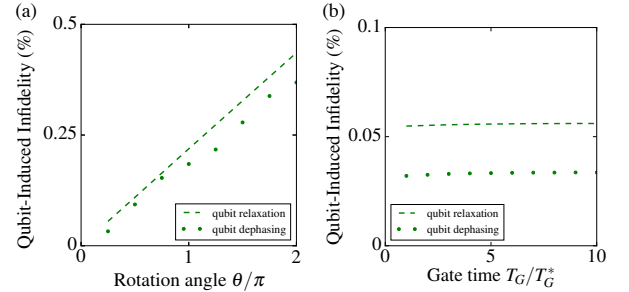 (a)
Qubit-Induced Infidelity (%)
0.5
0.25
0
0
1
2
qubit relaxation
qubit dephasing
Rotation angle θ/π
(b)
Qubit-Induced Infidelity (%)
0.1
0.05
0
0
5
10
qubit relaxation
qubit dephasing
Gate time T_G/T_G^*